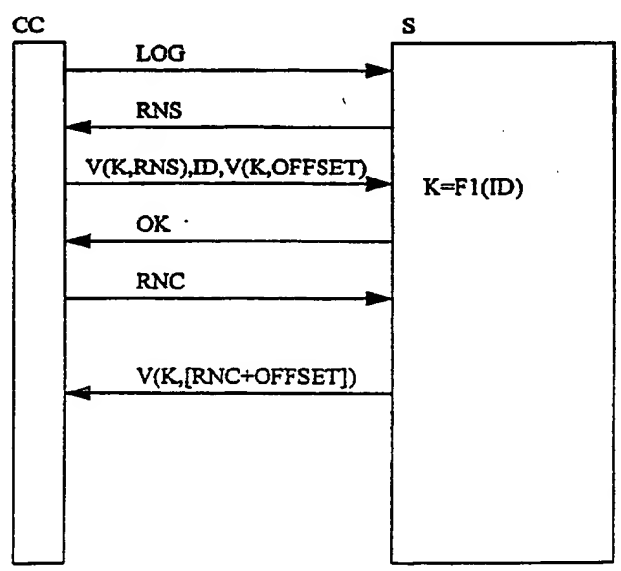 CC
S
LOG
RNS
V(K,RNS),ID,V(K,OFFSET)
K=F1(ID)
OK
RNC
V(K,[RNC+OFFSET])